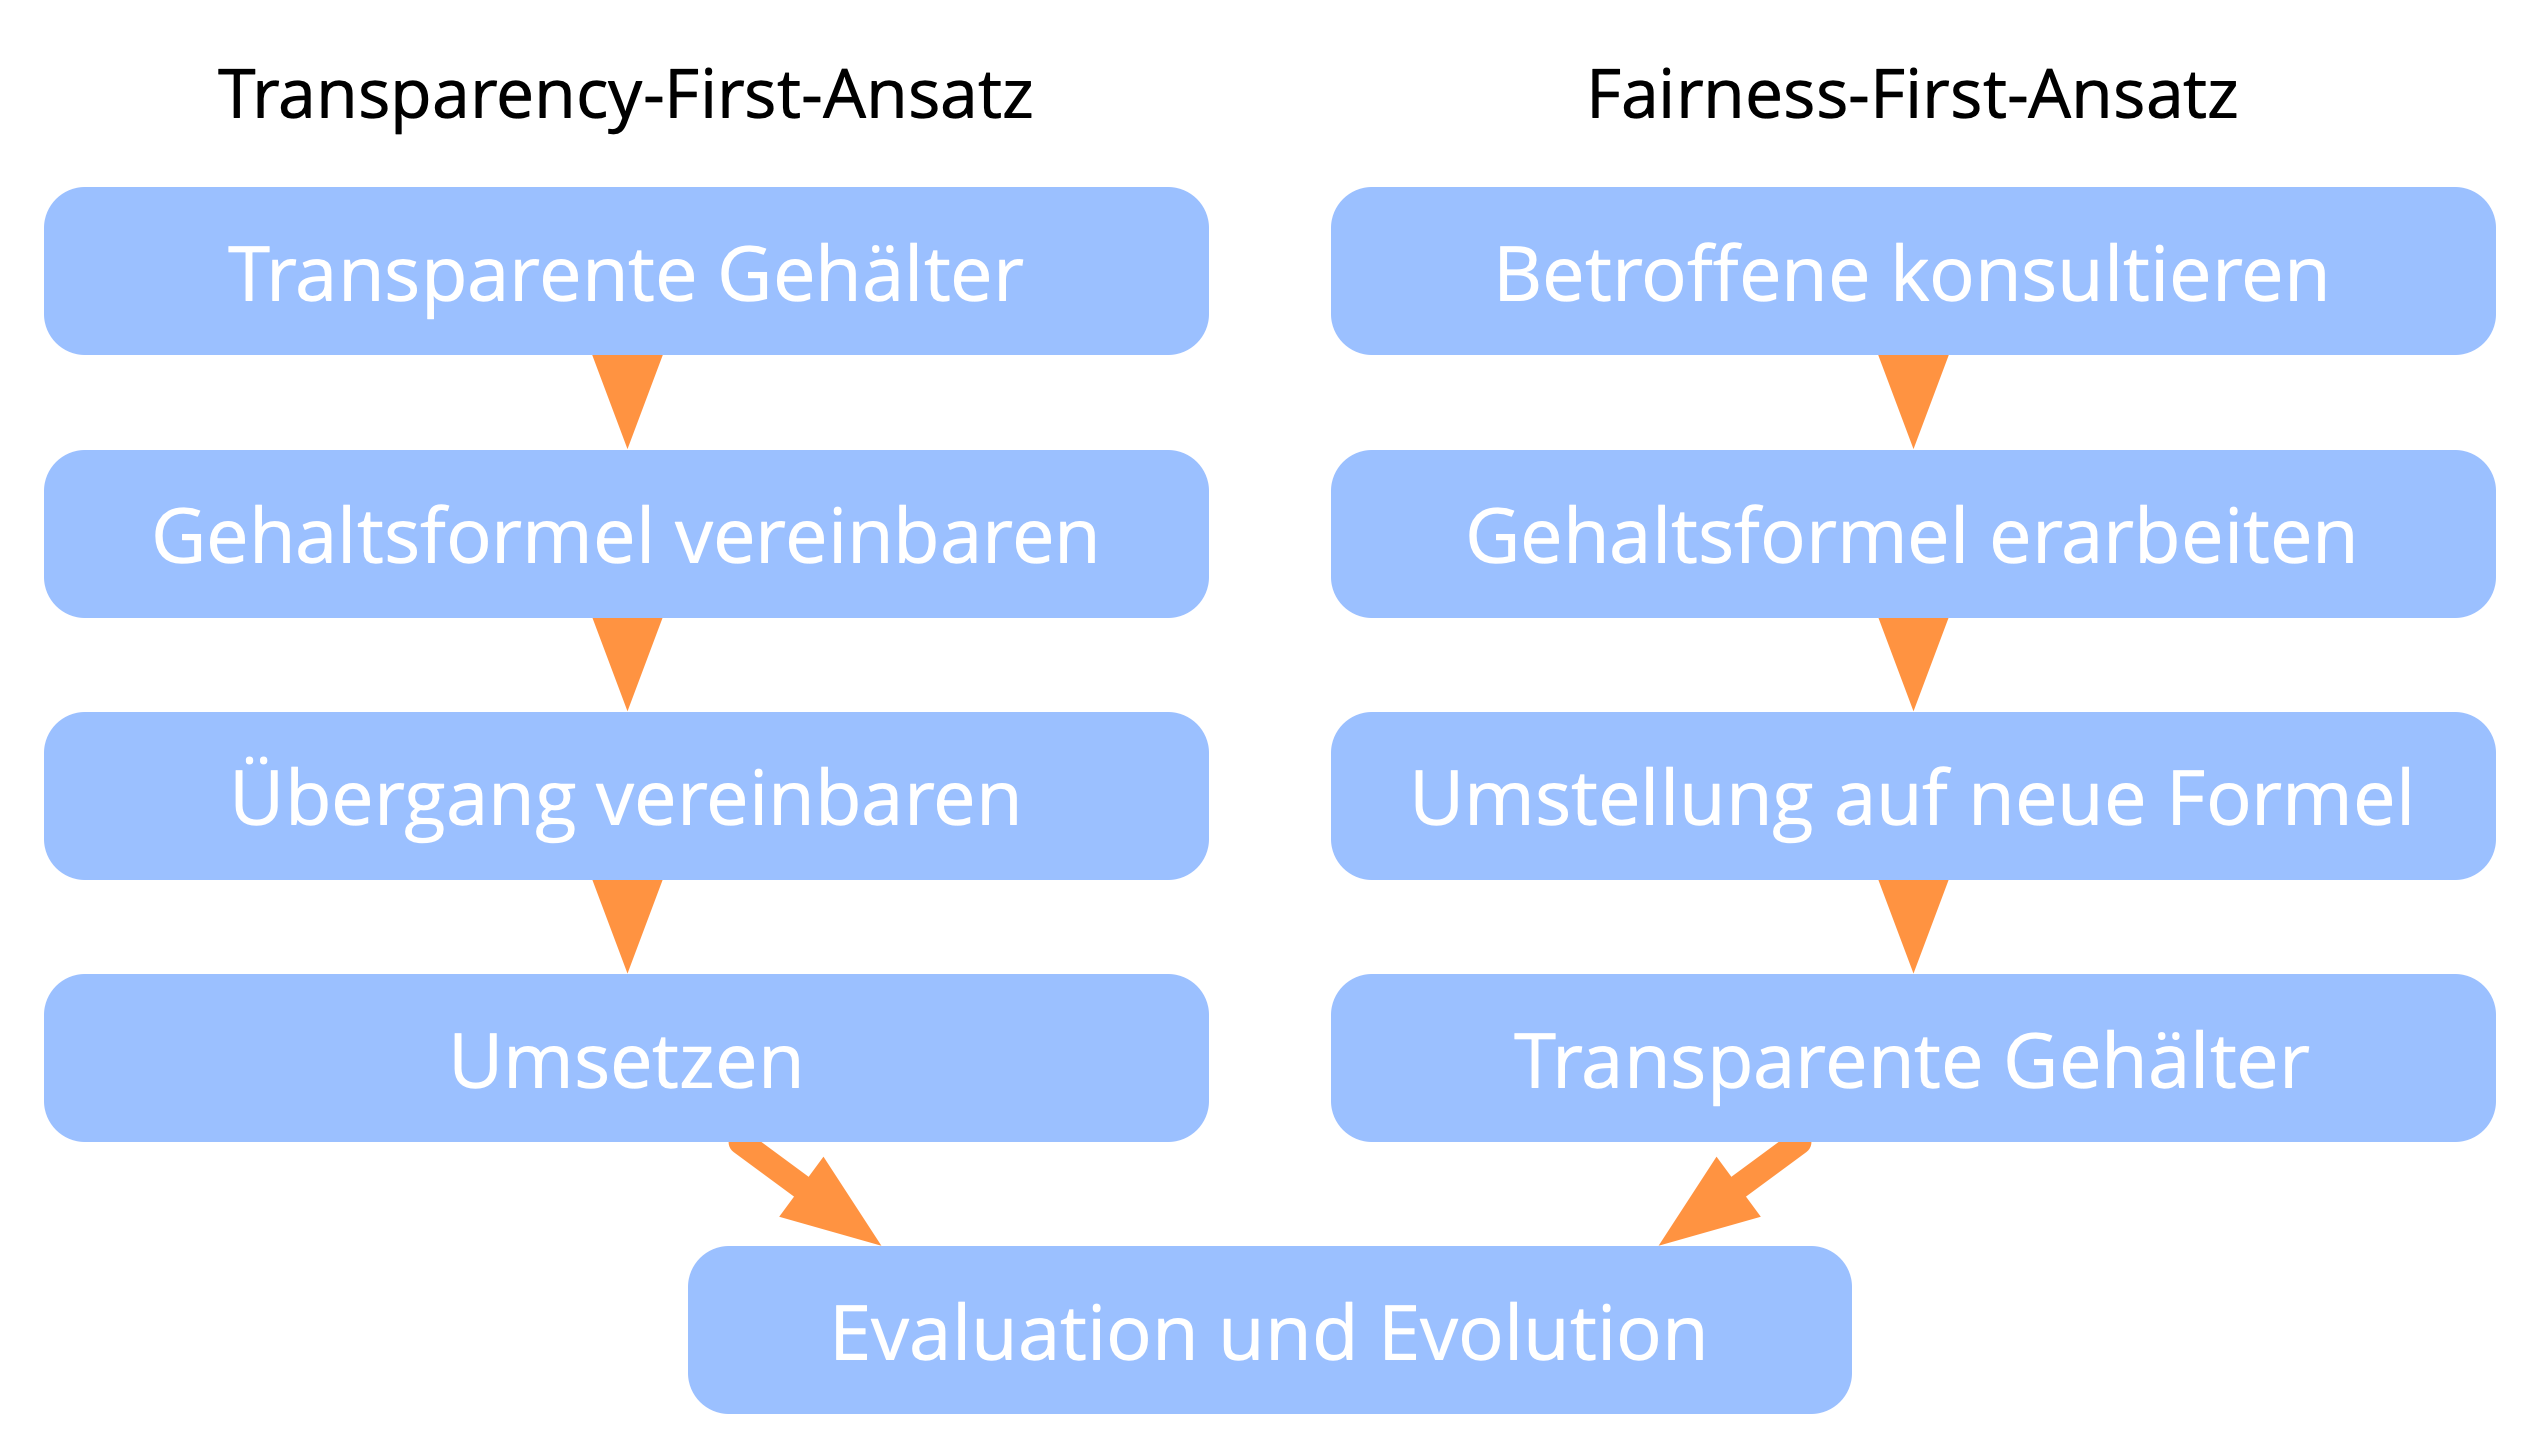 Transparency-First-Ansatz
Transparente Gehälter
Gehaltsformel vereinbaren
Übergang vereinbaren
Umsetzen
Fairness-First-Ansatz
Betroffene konsultieren
Gehaltsformel erarbeiten
Umstellung auf neue Formel
Transparente Gehälter
Evaluation und Evolution